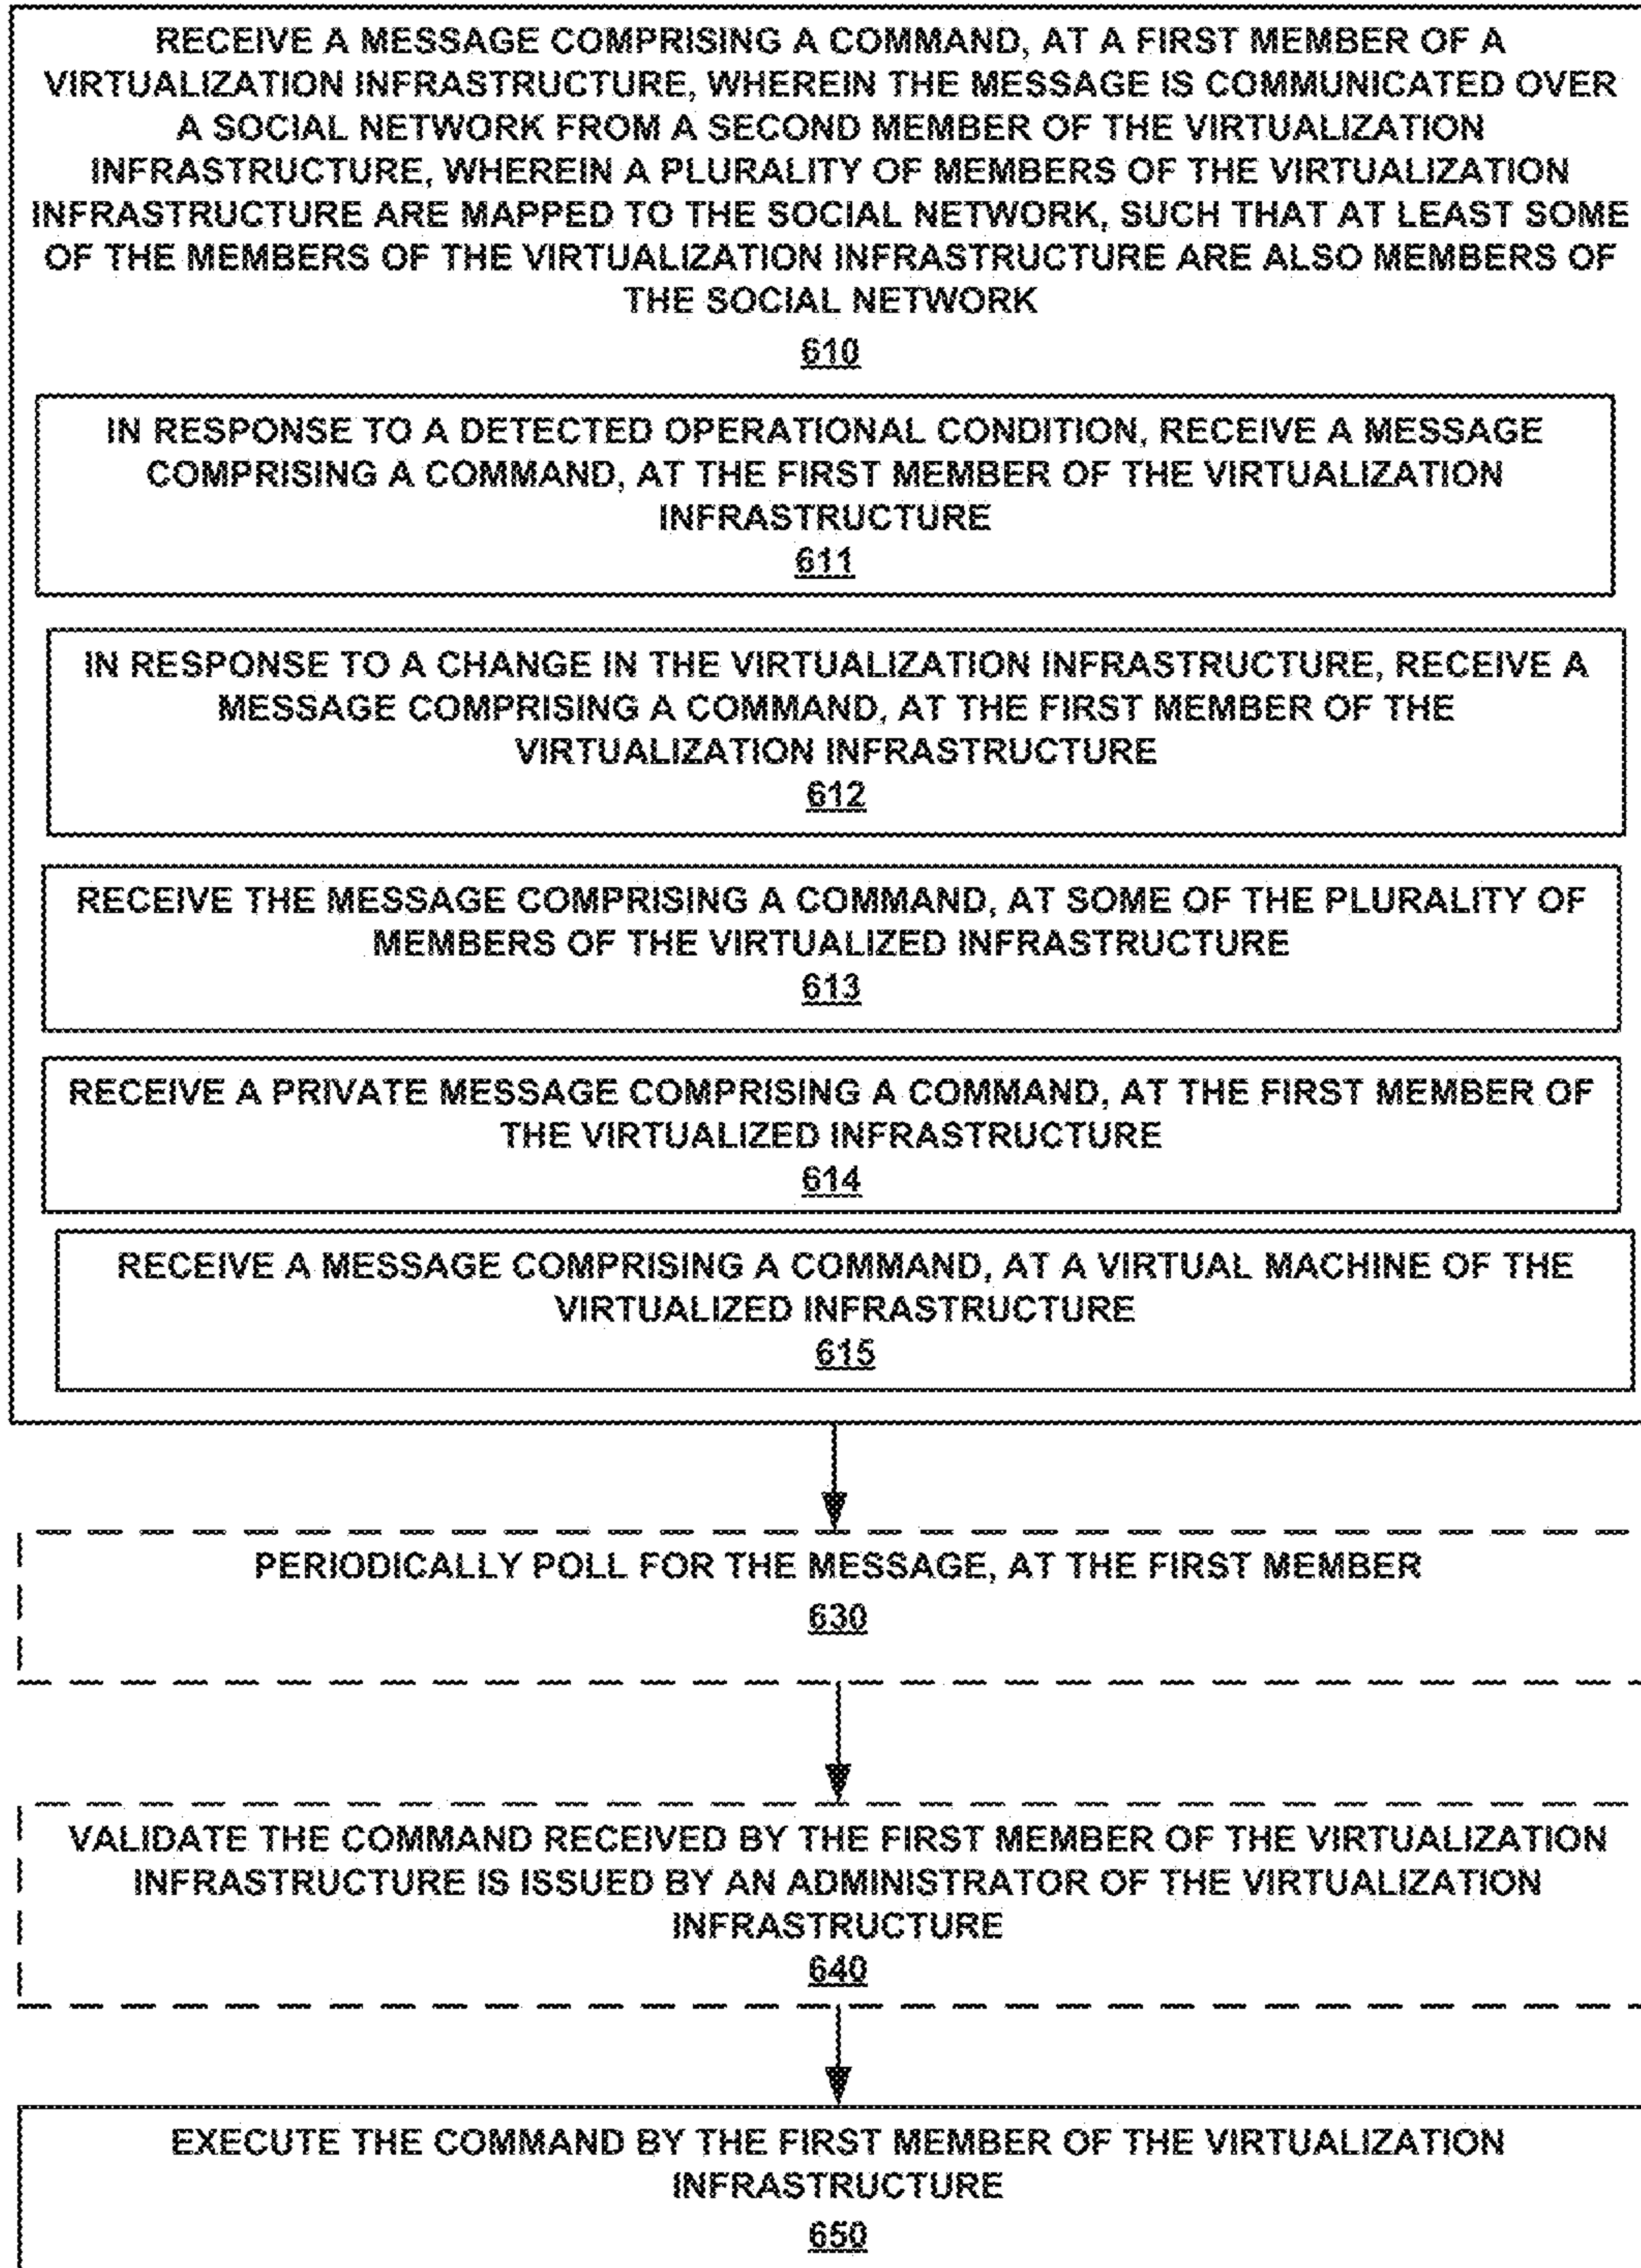 RECEIVE A MESSAGE COMPRISING A COMMAND, AT A FIRST MEMBER OF A
VIRTUALIZATION INFRASTRUCTURE, WHEREIN THE MESSAGE IS COMMUNICATED OVER
A SOCIAL NETWORK FROM A SECOND MEMBER OF THE VIRTUALIZATION
INFRASTRUCTURE, WHEREIN A PLURALITY OF MEMBERS OF THE VIRTUALIZATION
INFRASTRUCTURE ARE MAPPED TO THE SOCIAL NETWORK, SUCH THAT AT LEAST SOME
OF THE MEMBERS OF THE VIRTUALIZATION INFRASTRUCTURE ARE ALSO MEMBERS OF
THE SOCIAL NETWORK
610
IN RESPONSE TO A DETECTED OPERATIONAL CONDITION, RECEIVE A MESSAGE
COMPRISING A COMMAND, AT THE FIRST MEMBER OF THE VIRTUALIZATION
INFRASTRUCTURE
611
IN RESPONSE TO A CHANGE IN THE VIRTUALIZATION INFRASTRUCTURE, RECEIVE A
MESSAGE COMPRISING A COMMAND, AT THE FIRST MEMBER OF THE
VIRTUALIZATION INFRASTRUCTURE
612
RECEIVE THE MESSAGE COMPRISING A COMMAND, AT SOME OF THE PLURALITY OF
MEMBERS OF THE VIRTUALIZED INFRASTRUCTURE
613
RECEIVE A PRIVATE MESSAGE COMPRISING A COMMAND, AT THE FIRST MEMBER OF
THE VIRTUALIZED INFRASTRUCTURE
614
RECEIVE A MESSAGE COMPRISING A COMMAND, AT A VIRTUAL MACHINE OF THE
VIRTUALIZED INFRASTRUCTURE
615
PERIODICALLY POLL FOR THE MESSAGE, AT THE FIRST MEMBER
630
VALIDATE THE COMMAND RECEIVED BY THE FIRST MEMBER OF THE VIRTUALIZATION
INFRASTRUCTURE IS ISSUED BY AN ADMINISTRATOR OF THE VIRTUALIZATION
INFRASTRUCTURE
640
EXECUTE THE COMMAND BY THE FIRST MEMBER OF THE VIRTUALIZATION
INFRASTRUCTURE
650